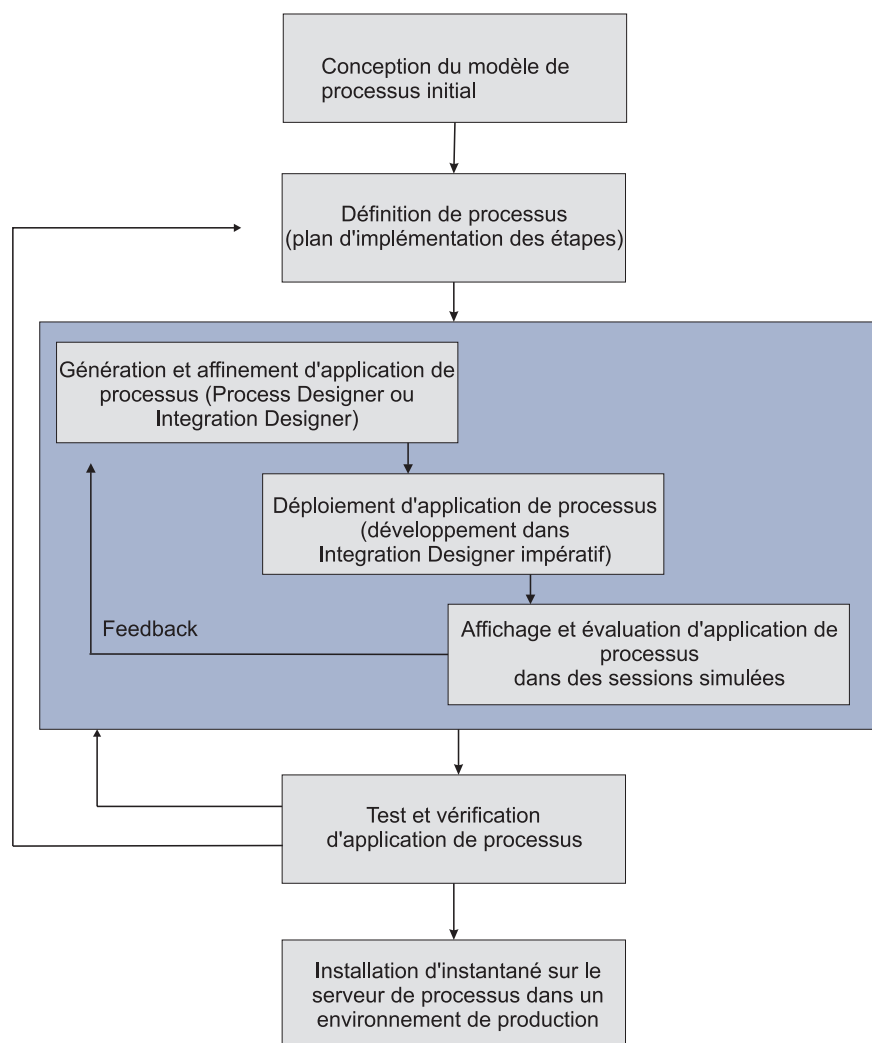 Conception du modèle de
processus initial
Définition de processus
(plan d'implémentation des étapes)
Génération et affinement d'application de
processus (Process Designer ou
Integration Designer)
Déploiement d'application de processus
(développement dans
Integration Designer impératif)
Feedback
Affichage et évaluation d'application de
processus
dans des sessions simulées
Test et vérification
d'application de processus
Installation d'instantané sur le
serveur de processus dans un
environnement de production